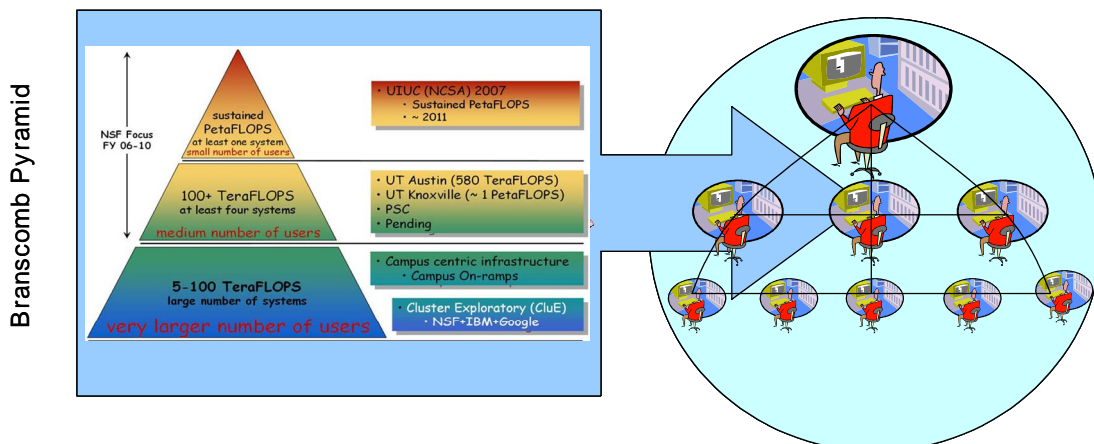 Branscomb Pyramid
NSF Focus
FY 06-10
sustained
PetaFLOPS
at least one system
small number of users
• UIUC (NCSA) 2007
• Sustained PetaFLOPS
• ~ 2011
100+ TeraFLOPS
at least four systems
medium number of users
• UT Austin (580 TeraFLOPS)
• UT Knoxville (~ 1 PetaFLOPS)
• PSC
• Pending
5-100 TeraFLOPS
large number of systems
very larger number of users
• Campus centric infrastructure
• Campus On-ramps
• Cluster Exploratory (CluE)
• NSF+IBM+Google